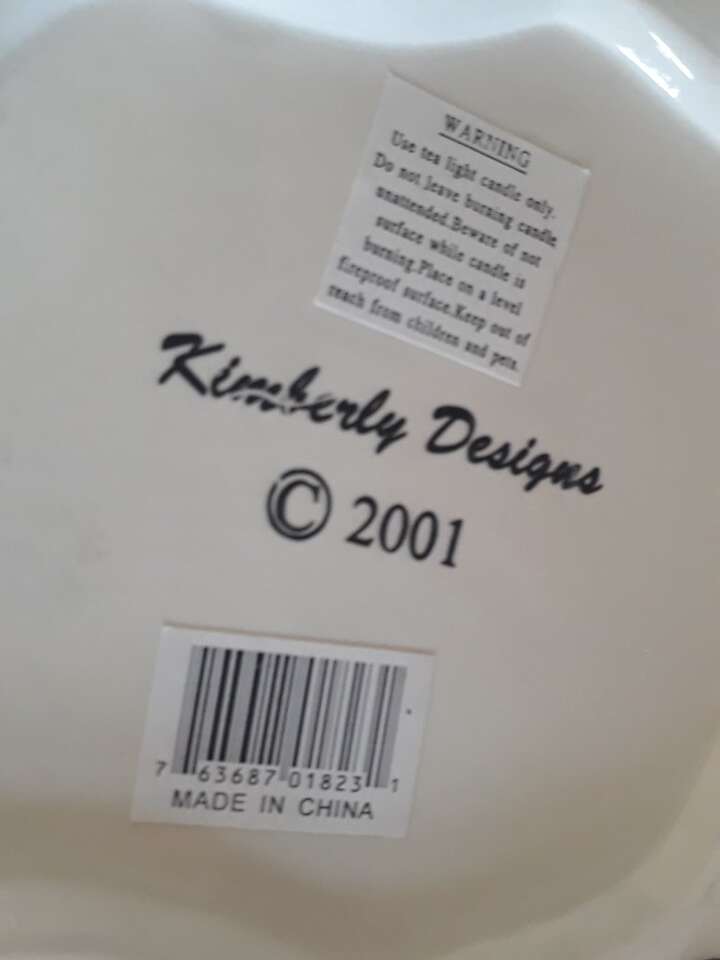 WARNING
Use tea light candle only.
Do not leave burning candle
unattended.Beware of not
surface while candle is
burning.Place on a level
fireproof surface.Keep out of
reach from children and pets.
Kimberly Designs
© 2001
7 63687 01823 1
MADE IN CHINA